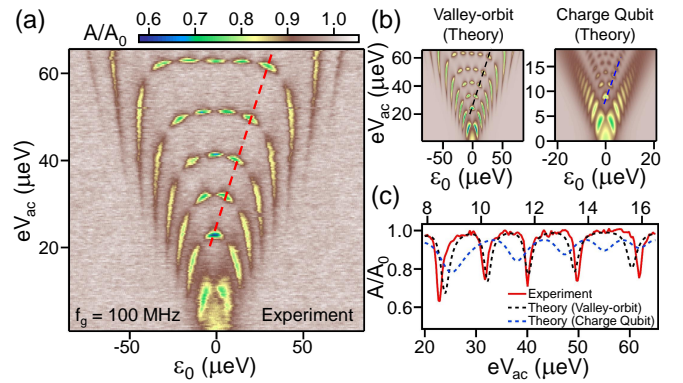 (a)
A/A0
0.6 0.7 0.8 0.9 1.0
60
40
20
eVac (μeV)
fg = 100 MHz
Experiment
-50 0 50
ε0 (μeV)
(b)
Valley-orbit
(Theory)
Charge Qubit
(Theory)
60
40
20
-50 0 50
ε0 (μeV)
15
10
5
0
-20 0 20
ε0 (μeV)
(c)
8 10 12 14 16
A/A0
1.0
0.8
0.6
Experiment
Theory (Valley-orbit)
Theory (Charge Qubit)
20 30 40 50 60
eVac (μeV)